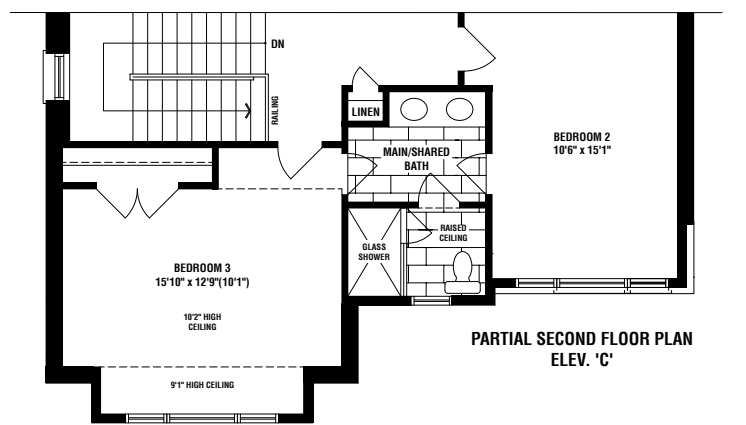 DN
RAILING
LINEN
BEDROOM 2
10'6" x 15'1"
MAIN/SHARED
BATH
RAISED
CEILING
GLASS
SHOWER
BEDROOM 3
15'10" x 12'9"(10'1")
10'2" HIGH
CEILING
9'1" HIGH CEILING
PARTIAL SECOND FLOOR PLAN
ELEV. 'C'